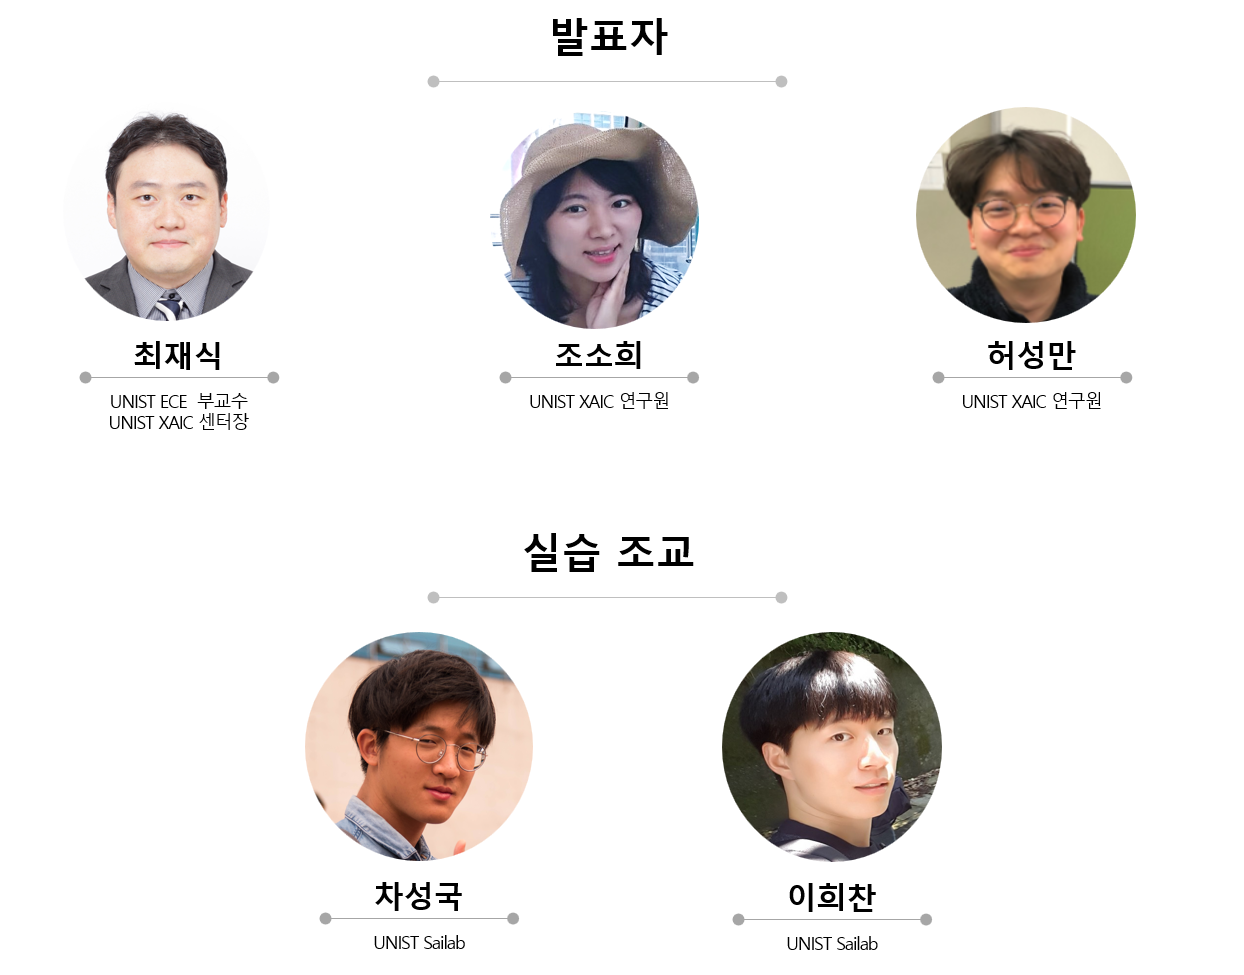 발표자
최재식
UNIST ECE 부교수
UNIST XAIC 센터장
조소희
UNIST XAIC 연구원
허성만
UNIST XAIC 연구원
실습 조교
차성국
UNIST Sailab
이희찬
UNIST Sailab